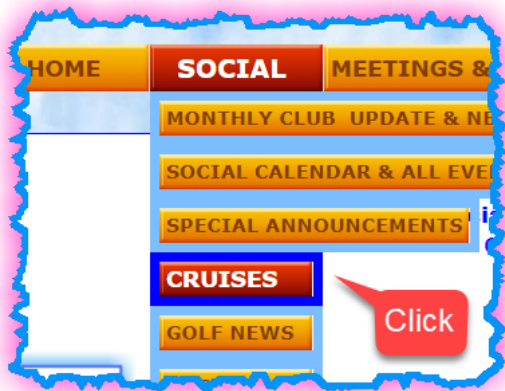 HOME SOCIAL MEETINGS &
MONTHLY CLUB UPDATE & NE
SOCIAL CALENDAR & ALL EVE
SPECIAL ANNOUNCEMENTS
CRUISES
Click
GOLF NEWS